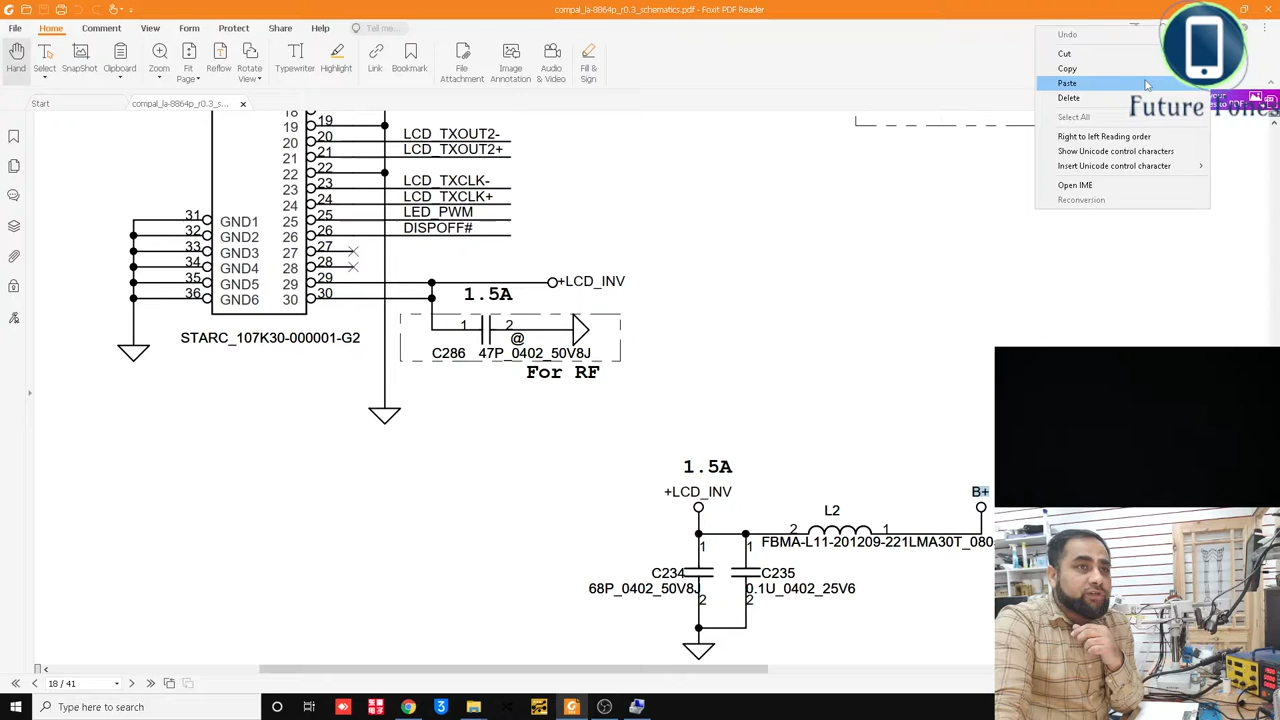 compal_la-8864p_r0.3_schematics.pdf - Foxit PDF Reader
File Home Comment View Form Protect Share Help Tell me...
Hand Select SnapShot Clipboard Zoom Fit Page Reflow Rotate View Typewriter Highlight Link Bookmark File Attachment Image Annotation Audio & Video Fill & Sign
Start compal_la-8864p_r0.3_s...
Undo
Cut
Copy
Paste
Delete
Select All
Right to left Reading order
Show Unicode control characters
Insert Unicode control character
Open IME
Reconversion
Future Tones
18
19 19
20 20 LCD_TXOUT2-
21 21 LCD_TXOUT2+
22 22
23 23 LCD_TXCLK-
24 24 LCD_TXCLK+
31 GND1 25 25 LED_PWM
32 GND2 26 26 DISPOFF#
33 GND3 27 27
34 GND4 28 28
35 GND5 29 29 +LCD_INV
36 GND6 30 30 1.5A
1 2
@
STARC_107K30-000001-G2
C286 47P_0402_50V8J
For RF
1.5A
+LCD_INV B+
L2
2 1
FBMA-L11-201209-221LMA30T_080
1 1
C234 C235
68P_0402_50V8J 0.1U_0402_25V6
2 2
18 / 41
Type here to search